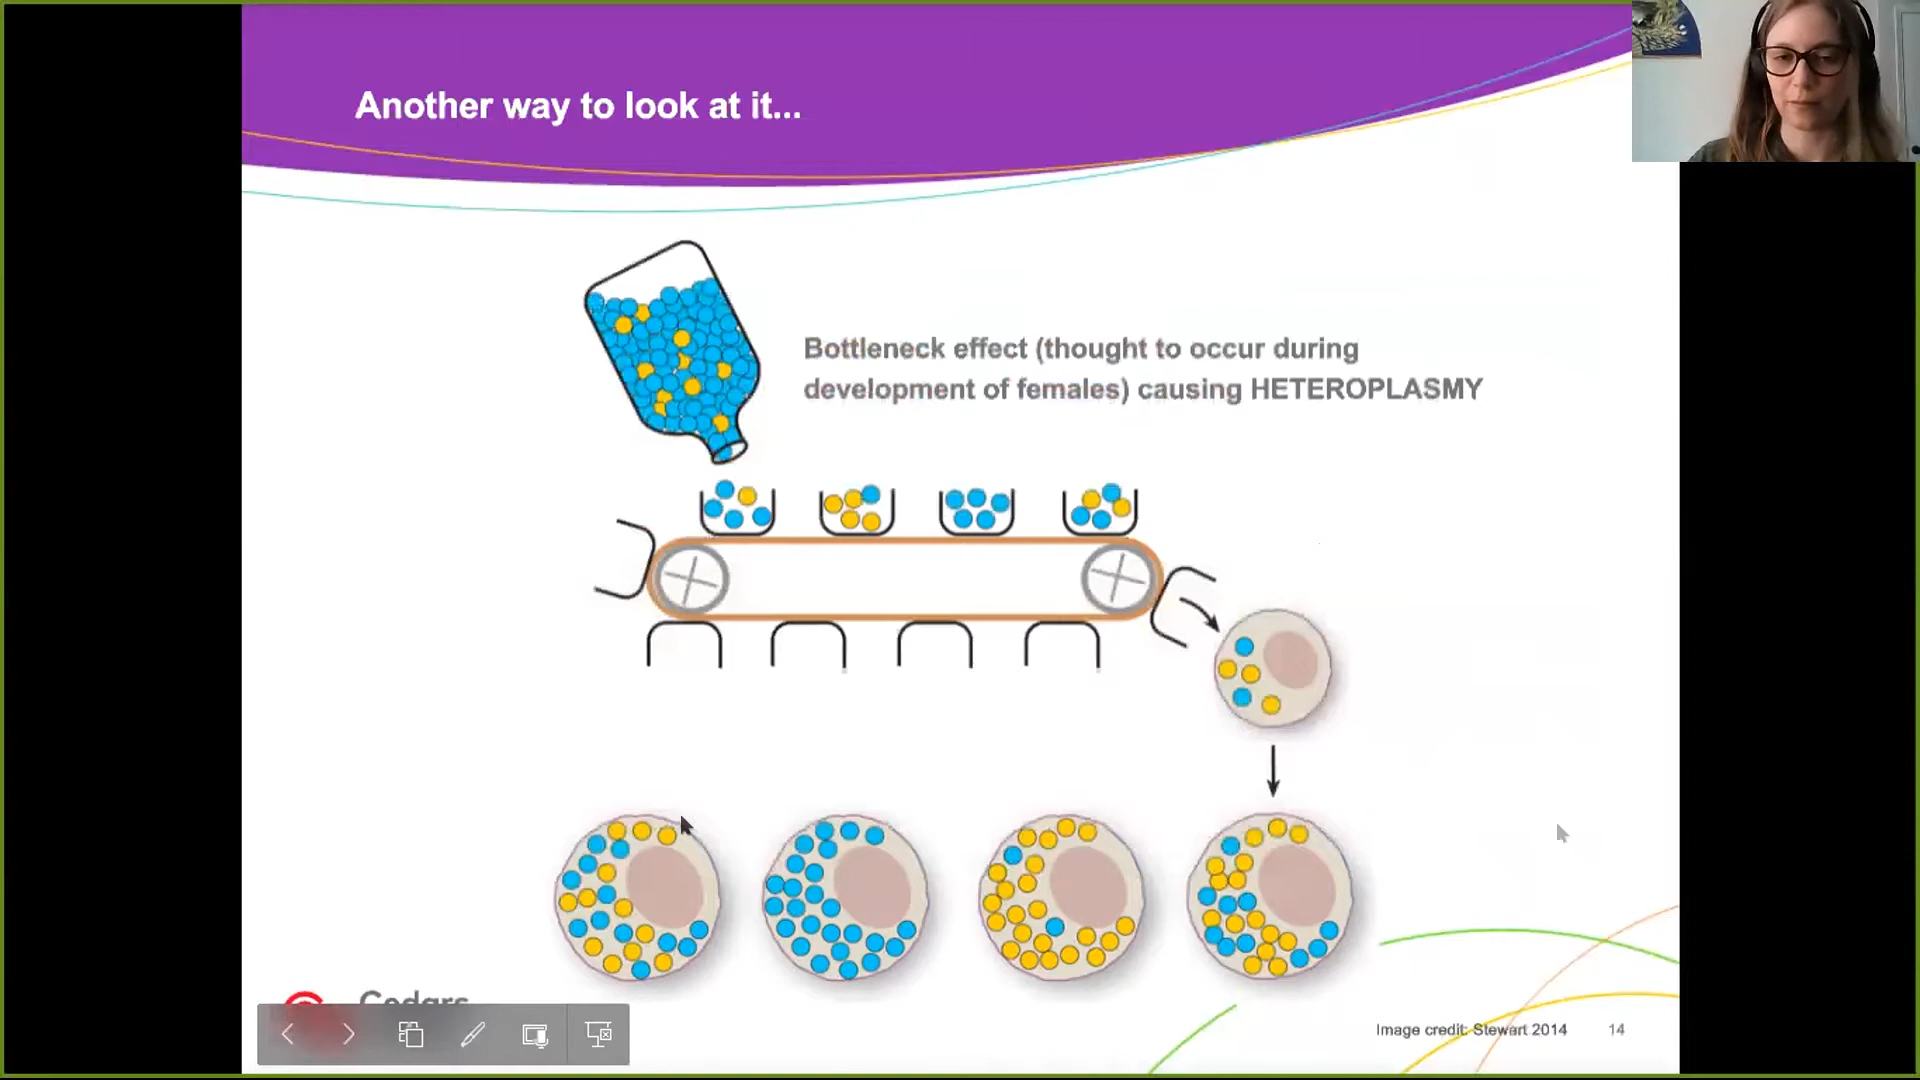 Another way to look at it...
Bottleneck effect (thought to occur during
development of females) causing HETEROPLASMY
Cedars
Image credit: Stewart 2014
14